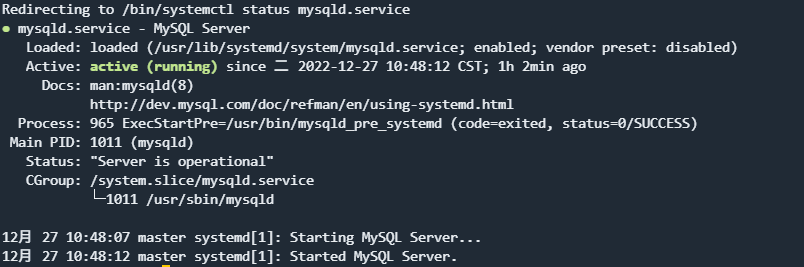 Redirecting to /bin/systemctl status mysqld.service
● mysqld.service - MySQL Server
Loaded: loaded (/usr/lib/systemd/system/mysqld.service; enabled; vendor preset: disabled)
Active: active (running) since 二 2022-12-27 10:48:12 CST; 1h 2min ago
Docs: man:mysqld(8)
http://dev.mysql.com/doc/refman/en/using-systemd.html
Process: 965 ExecStartPre=/usr/bin/mysqld_pre_systemd (code=exited, status=0/SUCCESS)
Main PID: 1011 (mysqld)
Status: "Server is operational"
CGroup: /system.slice/mysqld.service
└─1011 /usr/sbin/mysqld
12月 27 10:48:07 master systemd[1]: Starting MySQL Server...
12月 27 10:48:12 master systemd[1]: Started MySQL Server.